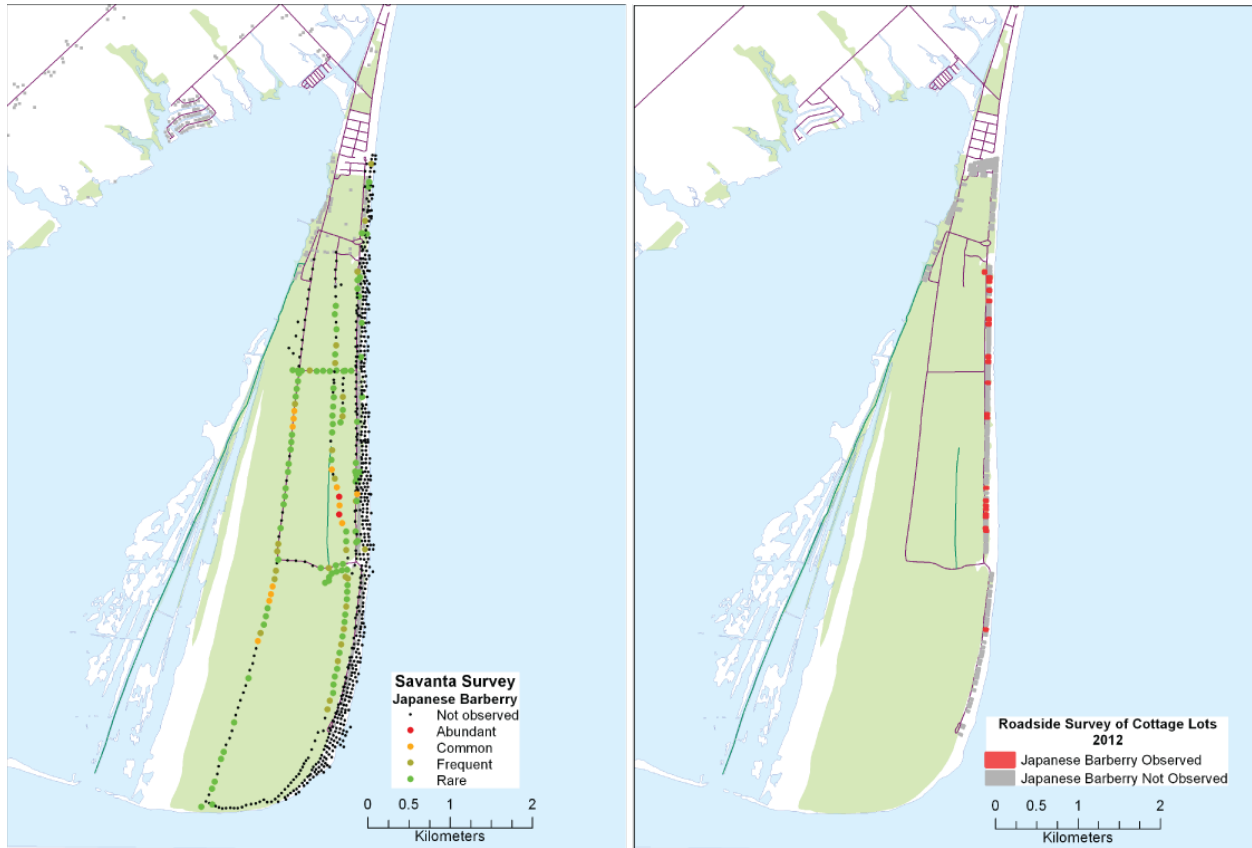 Savanta Survey
Japanese Barberry
Not observed
Abundant
Common
Frequent
Rare
0 0.5 1 2
Kilometers
Roadside Survey of Cottage Lots
2012
Japanese Barberry Observed
Japanese Barberry Not Observed
0 0.5 1 2
Kilometers